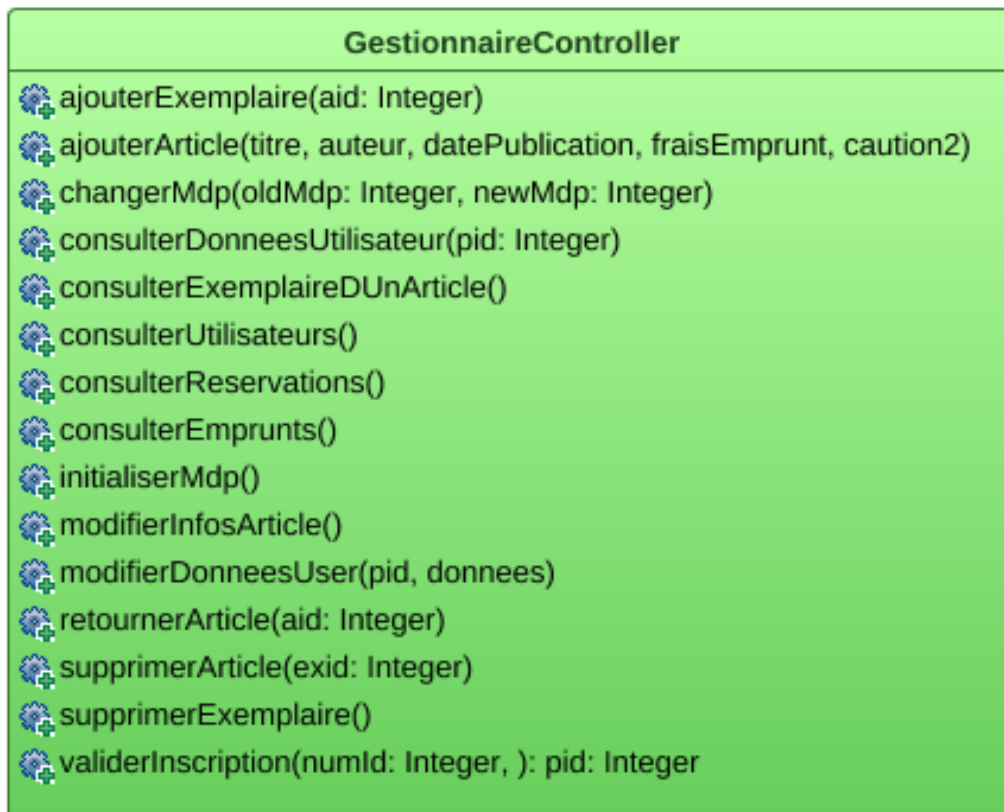 GestionnaireController
ajouterExemplaire(aid: Integer)
ajouterArticle(titre, auteur, datePublication, fraisEmprunt, caution2)
changerMdp(oldMdp: Integer, newMdp: Integer)
consulterDonneesUtilisateur(pid: Integer)
consulterExemplaireDUnArticle()
consulterUtilisateurs()
consulterReservations()
consulterEmprunts()
initialiserMdp()
modifierInfosArticle()
modifierDonneesUser(pid, donnees)
retournerArticle(aid: Integer)
supprimerArticle(exid: Integer)
supprimerExemplaire()
validerInscription(numId: Integer, ): pid: Integer